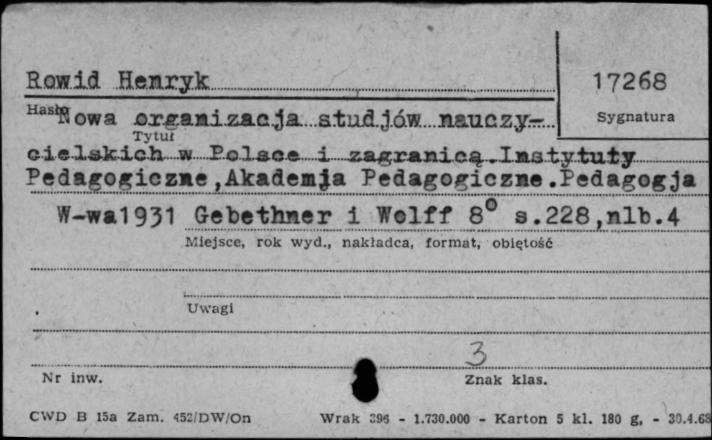 Rowid Henryk
17268
Hasło
Nowa organizacja studjów nauczy-
Sygnatura
Tytuł
cielskich w Polsce i zagranicą.Instytuty
Pedagogiczne,Akademja Pedagogiczne.Pedagogja
W-wa1931 Gebethner i Wolff 8° s.228,nlb.4
Miejsce, rok wyd., nakładca, format, objętość
Uwagi
3
Nr inw.
Znak klas.
CWD B 15a Zam. 452/DW/On Wrak 396 - 1.730.000 - Karton 5 kl. 180 g, - 30.4.68